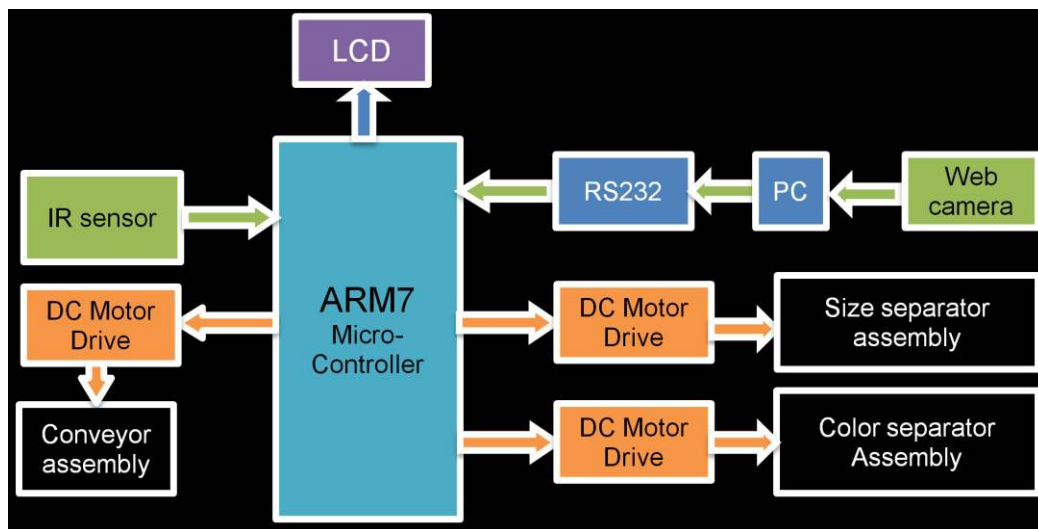 LCD
IR sensor
RS232
PC
Web
camera
ARM7
Micro-
Controller
DC Motor
Drive
Conveyor
assembly
DC Motor
Drive
Size separator
assembly
DC Motor
Drive
Color separator
Assembly